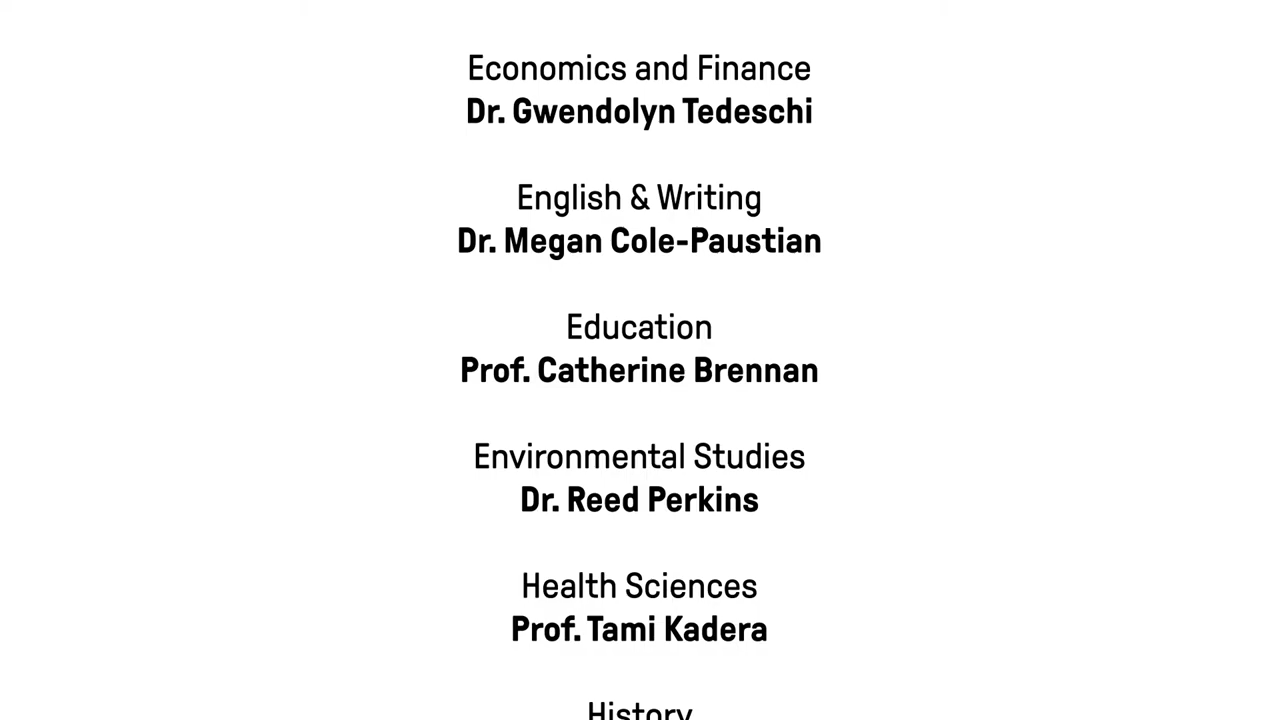 Economics and Finance
Dr. Gwendolyn Tedeschi
English & Writing
Dr. Megan Cole-Paustian
Education
Prof. Catherine Brennan
Environmental Studies
Dr. Reed Perkins
Health Sciences
Prof. Tami Kadera
History